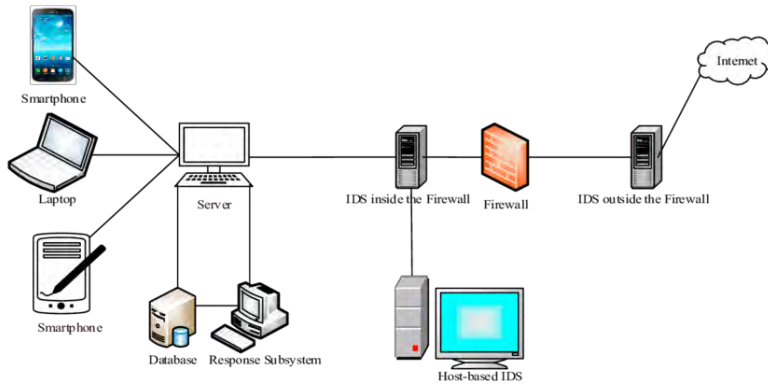 Internet
Smartphone
Laptop
Server
IDS inside the Firewall
Firewall
IDS outside the Firewall
Smartphone
Database
Response Subsystem
Host-based IDS